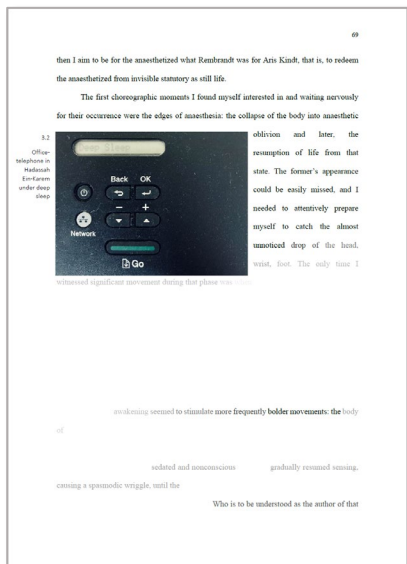 69
then I aim to be for the anaesthetized what Rembrandt was for Aris Kindt, that is, to redeem
the anaesthetized from invisible statutory as still life.
The first choreographic moments I found myself interested in and waiting nervously
for their occurrence were the edges of anaesthesia: the collapse of the body into anaesthetic
oblivion and later, the
resumption of life from that
state. The former's appearance
could be easily missed, and I
needed to attentively prepare
myself to catch the almost
unnoticed drop of the head,
wrist, foot. The only time I
witnessed significant movement during that phase was
3.2
Office-
telephone in
Hadassah
Ein-Karem
under deep
sleep
Deep Sleep
Back OK
Network
Go
awakening seemed to stimulate more frequently bolder movements: the body
of
sedated and nonconscious gradually resumed sensing,
causing a spasmodic wriggle, until the
Who is to be understood as the author of that